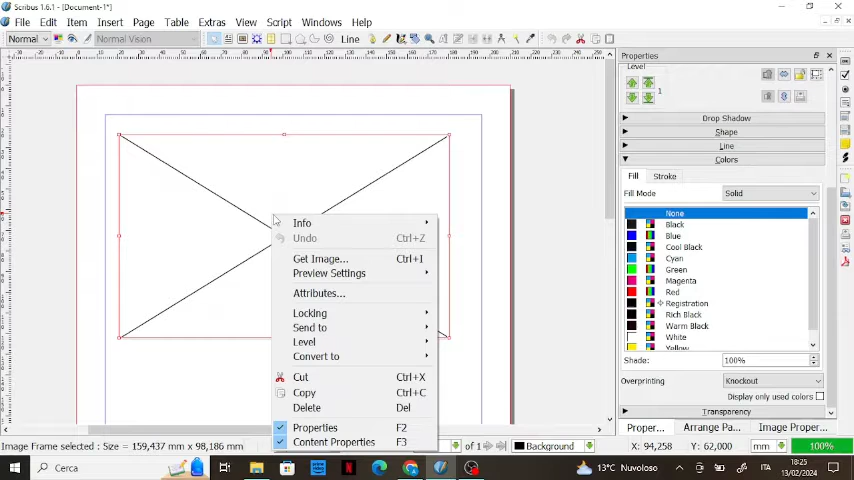 Scribus 1.6.1 - [Document-1*]
File Edit Item Insert Page Table Extras View Script Windows Help
Normal Normal Vision Line
Properties
Level
1
Drop Shadow
Shape
Line
Colors
Fill Stroke
Fill Mode Solid
None
Black
Blue
Cool Black
Cyan
Green
Magenta
Red
Registration
Rich Black
Warm Black
White
Yellow
Shade: 100%
Overprinting Knockout
Display only used colors
Transparency
Proper... Arrange Pa... Image Proper...
Info
Undo Ctrl+Z
Get Image... Ctrl+I
Preview Settings
Attributes...
Locking
Send to
Level
Convert to
Cut Ctrl+X
Copy Ctrl+C
Delete Del
Properties F2
Content Properties F3
Image Frame selected : Size = 159,437 mm x 98,186 mm of 1 Background X: 94,258 Y: 62,000 mm 100%
Cerca 13°C Nuvoloso ITA 18:25
13/02/2024